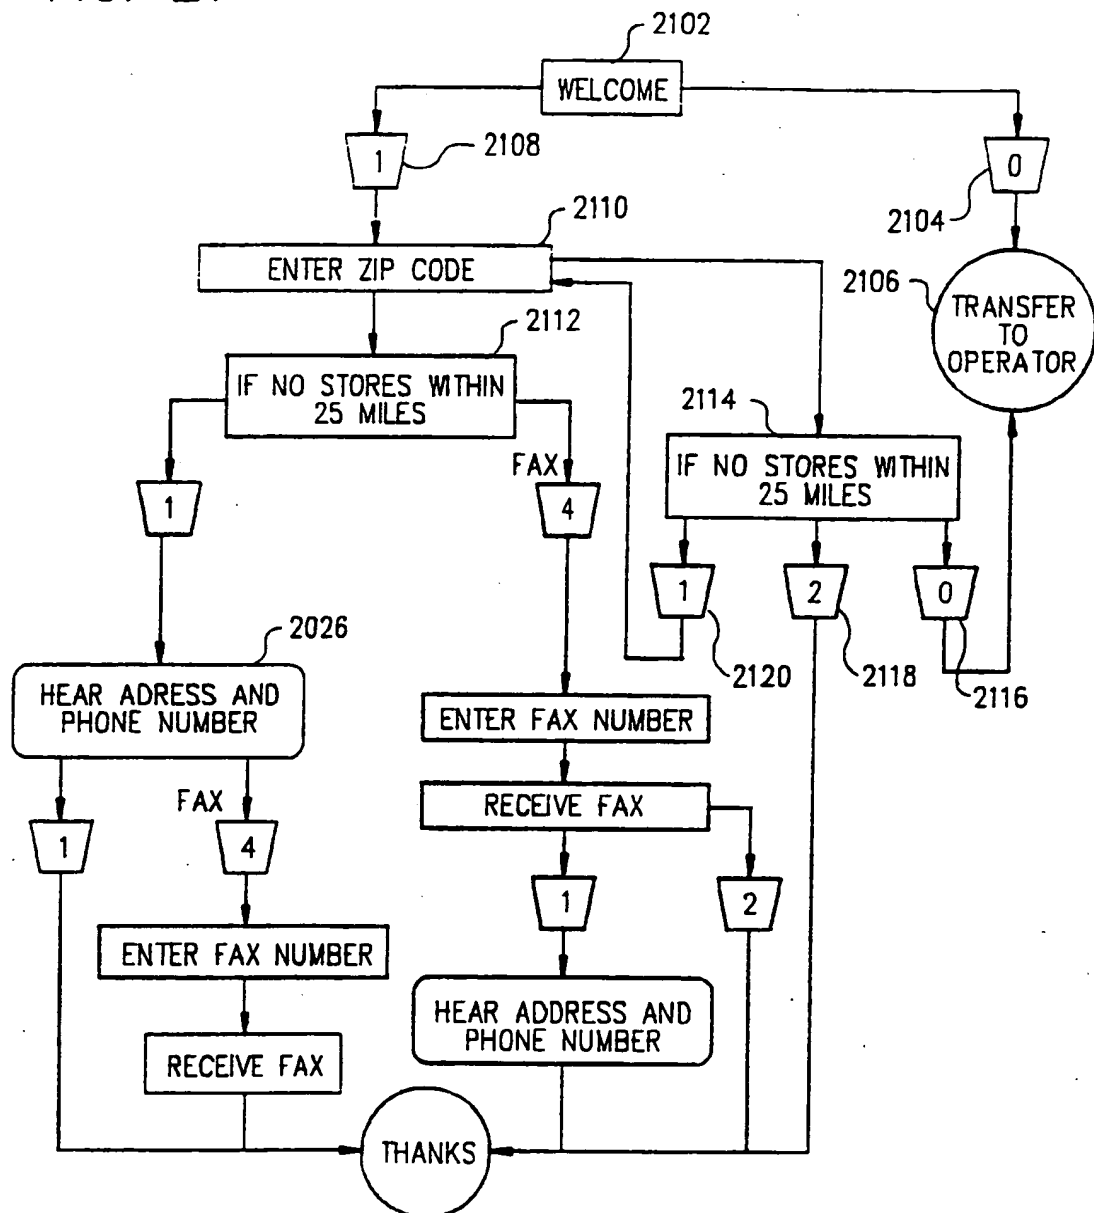 2102
WELCOME
1
2108
0
2104
2110
ENTER ZIP CODE
2106
TRANSFER
TO
OPERATOR
2112
IF NO STORES WITHIN
25 MILES
2114
IF NO STORES WITHIN
25 MILES
1
FAX
4
1
2120
2
2118
0
2116
2026
HEAR ADRESS AND
PHONE NUMBER
ENTER FAX NUMBER
RECEIVE FAX
1
FAX
4
1
2
ENTER FAX NUMBER
HEAR ADDRESS AND
PHONE NUMBER
RECEIVE FAX
THANKS